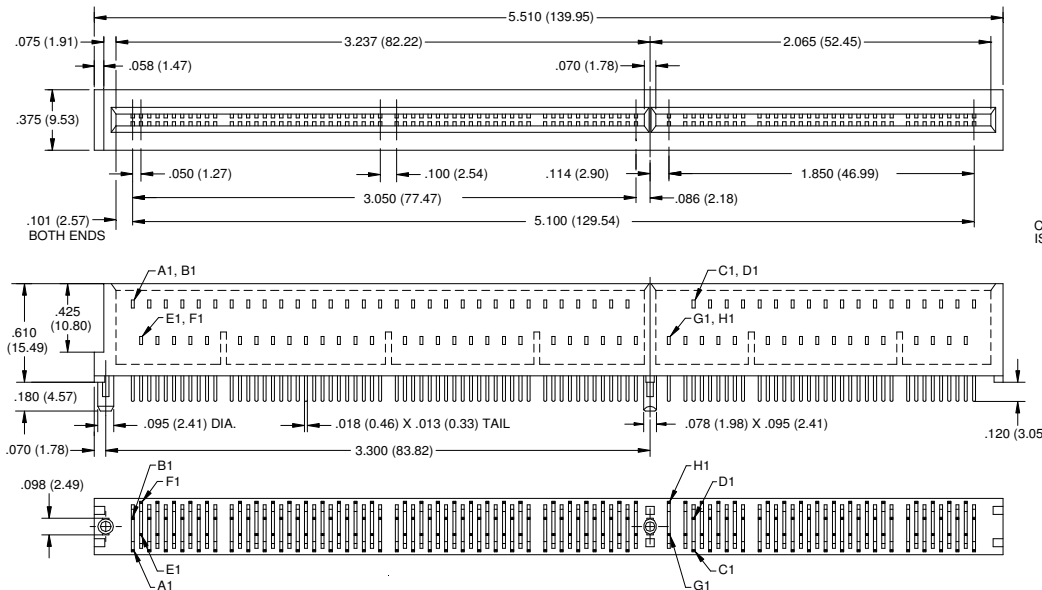 5.510 (139.95)
.075 (1.91)
3.237 (82.22)
2.065 (52.45)
.058 (1.47)
.070 (1.78)
.375 (9.53)
.050 (1.27)
.100 (2.54)
.114 (2.90)
1.850 (46.99)
3.050 (77.47)
.086 (2.18)
.101 (2.57)
BOTH ENDS
5.100 (129.54)
A1, B1
C1, D1
.425
(10.80)
E1, F1
G1, H1
.610
(15.49)
.180 (4.57)
.095 (2.41) DIA.
.018 (0.46) X .013 (0.33) TAIL
.078 (1.98) X .095 (2.41)
.120 (3.05
.070 (1.78)
3.300 (83.82)
B1
F1
H1
D1
.098 (2.49)
E1
A1
C1
G1